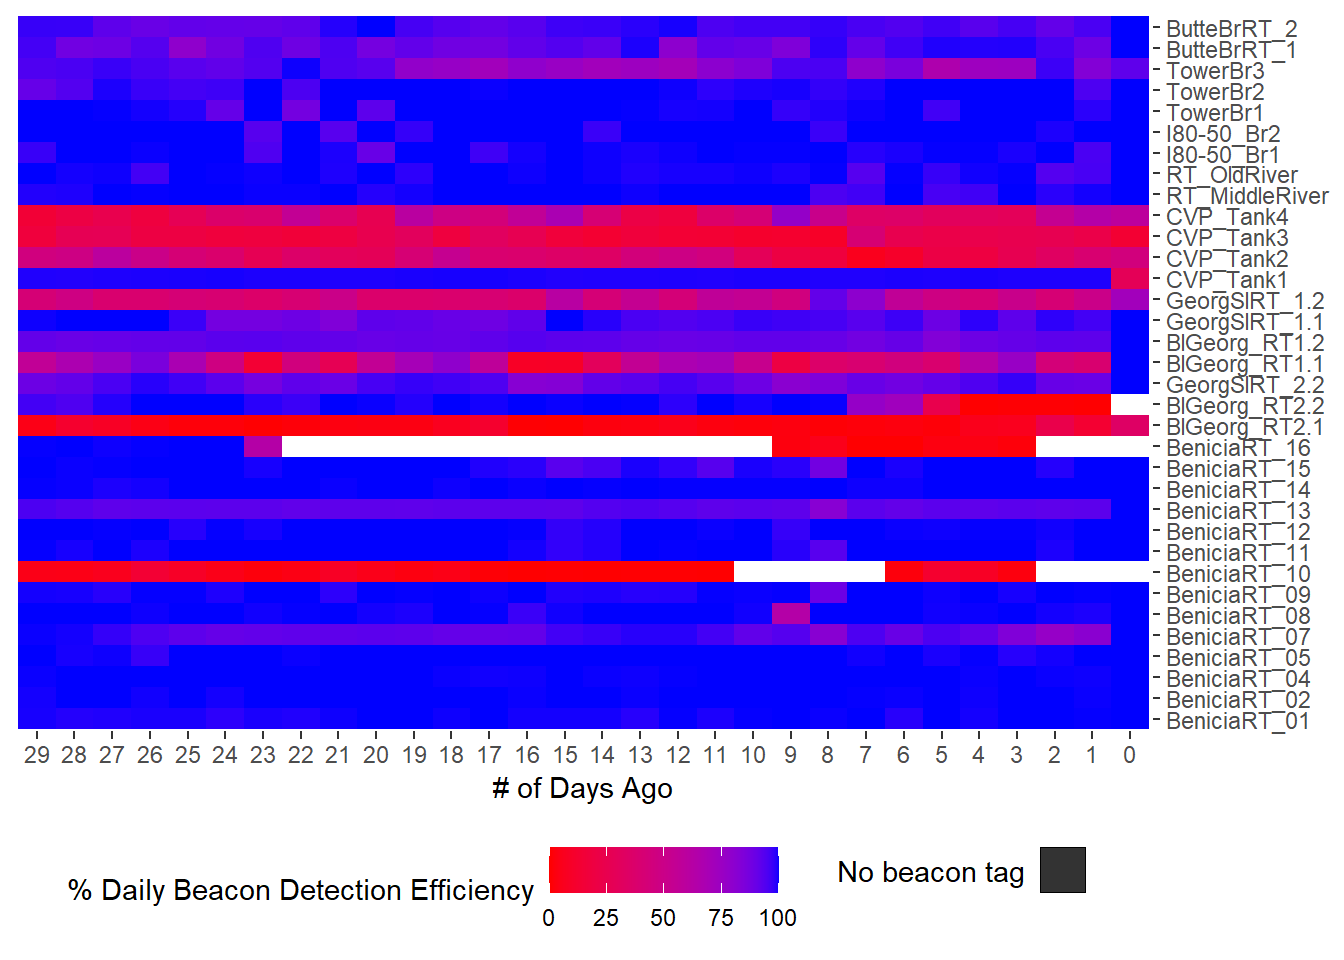 ButteBrRT_2
ButteBrRT_1
TowerBr3
TowerBr2
TowerBr1
I80-50_Br2
I80-50_Br1
RT_OldRiver
RT_MiddleRiver
CVP_Tank4
CVP_Tank3
CVP_Tank2
CVP_Tank1
GeorgSlRT_1.2
GeorgSlRT_1.1
BlGeorg_RT1.2
BlGeorg_RT1.1
GeorgSlRT_2.2
BlGeorg_RT2.2
BlGeorg_RT2.1
BeniciaRT_16
BeniciaRT_15
BeniciaRT_14
BeniciaRT_13
BeniciaRT_12
BeniciaRT_11
BeniciaRT_10
BeniciaRT_09
BeniciaRT_08
BeniciaRT_07
BeniciaRT_05
BeniciaRT_04
BeniciaRT_02
BeniciaRT_01
29 28 27 26 25 24 23 22 21 20 19 18 17 16 15 14 13 12 11 10 9 8 7 6 5 4 3 2 1 0
# of Days Ago
% Daily Beacon Detection Efficiency
0 25 50 75 100
No beacon tag